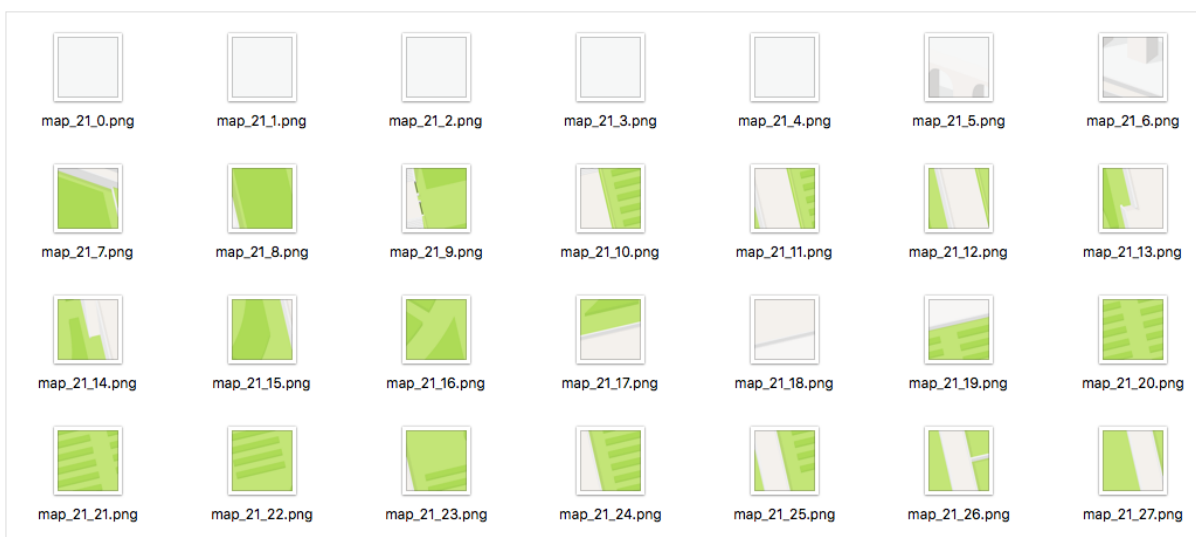 map_21_0.png map_21_1.png map_21_2.png map_21_3.png map_21_4.png map_21_5.png map_21_6.png
map_21_7.png map_21_8.png map_21_9.png map_21_10.png map_21_11.png map_21_12.png map_21_13.png
map_21_14.png map_21_15.png map_21_16.png map_21_17.png map_21_18.png map_21_19.png map_21_20.png
map_21_21.png map_21_22.png map_21_23.png map_21_24.png map_21_25.png map_21_26.png map_21_27.png